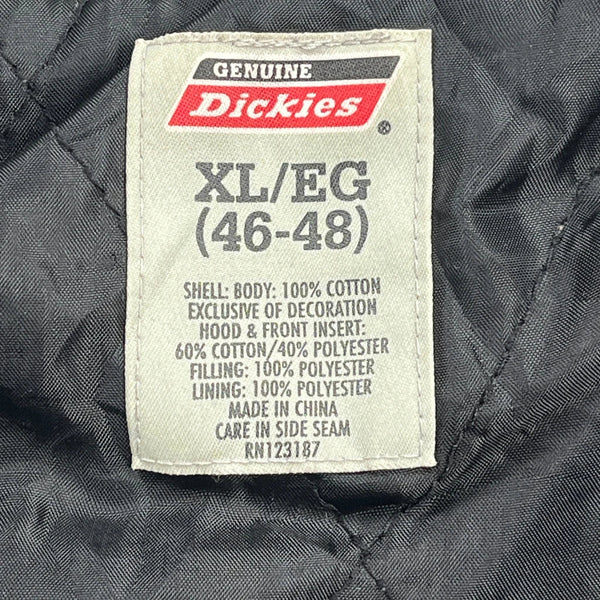 GENUINE
Dickies®
XL/EG
(46-48)
SHELL: BODY: 100% COTTON
EXCLUSIVE OF DECORATION
HOOD & FRONT INSERT:
60% COTTON/40% POLYESTER
FILLING: 100% POLYESTER
LINING: 100% POLYESTER
MADE IN CHINA
CARE IN SIDE SEAM
RN123187